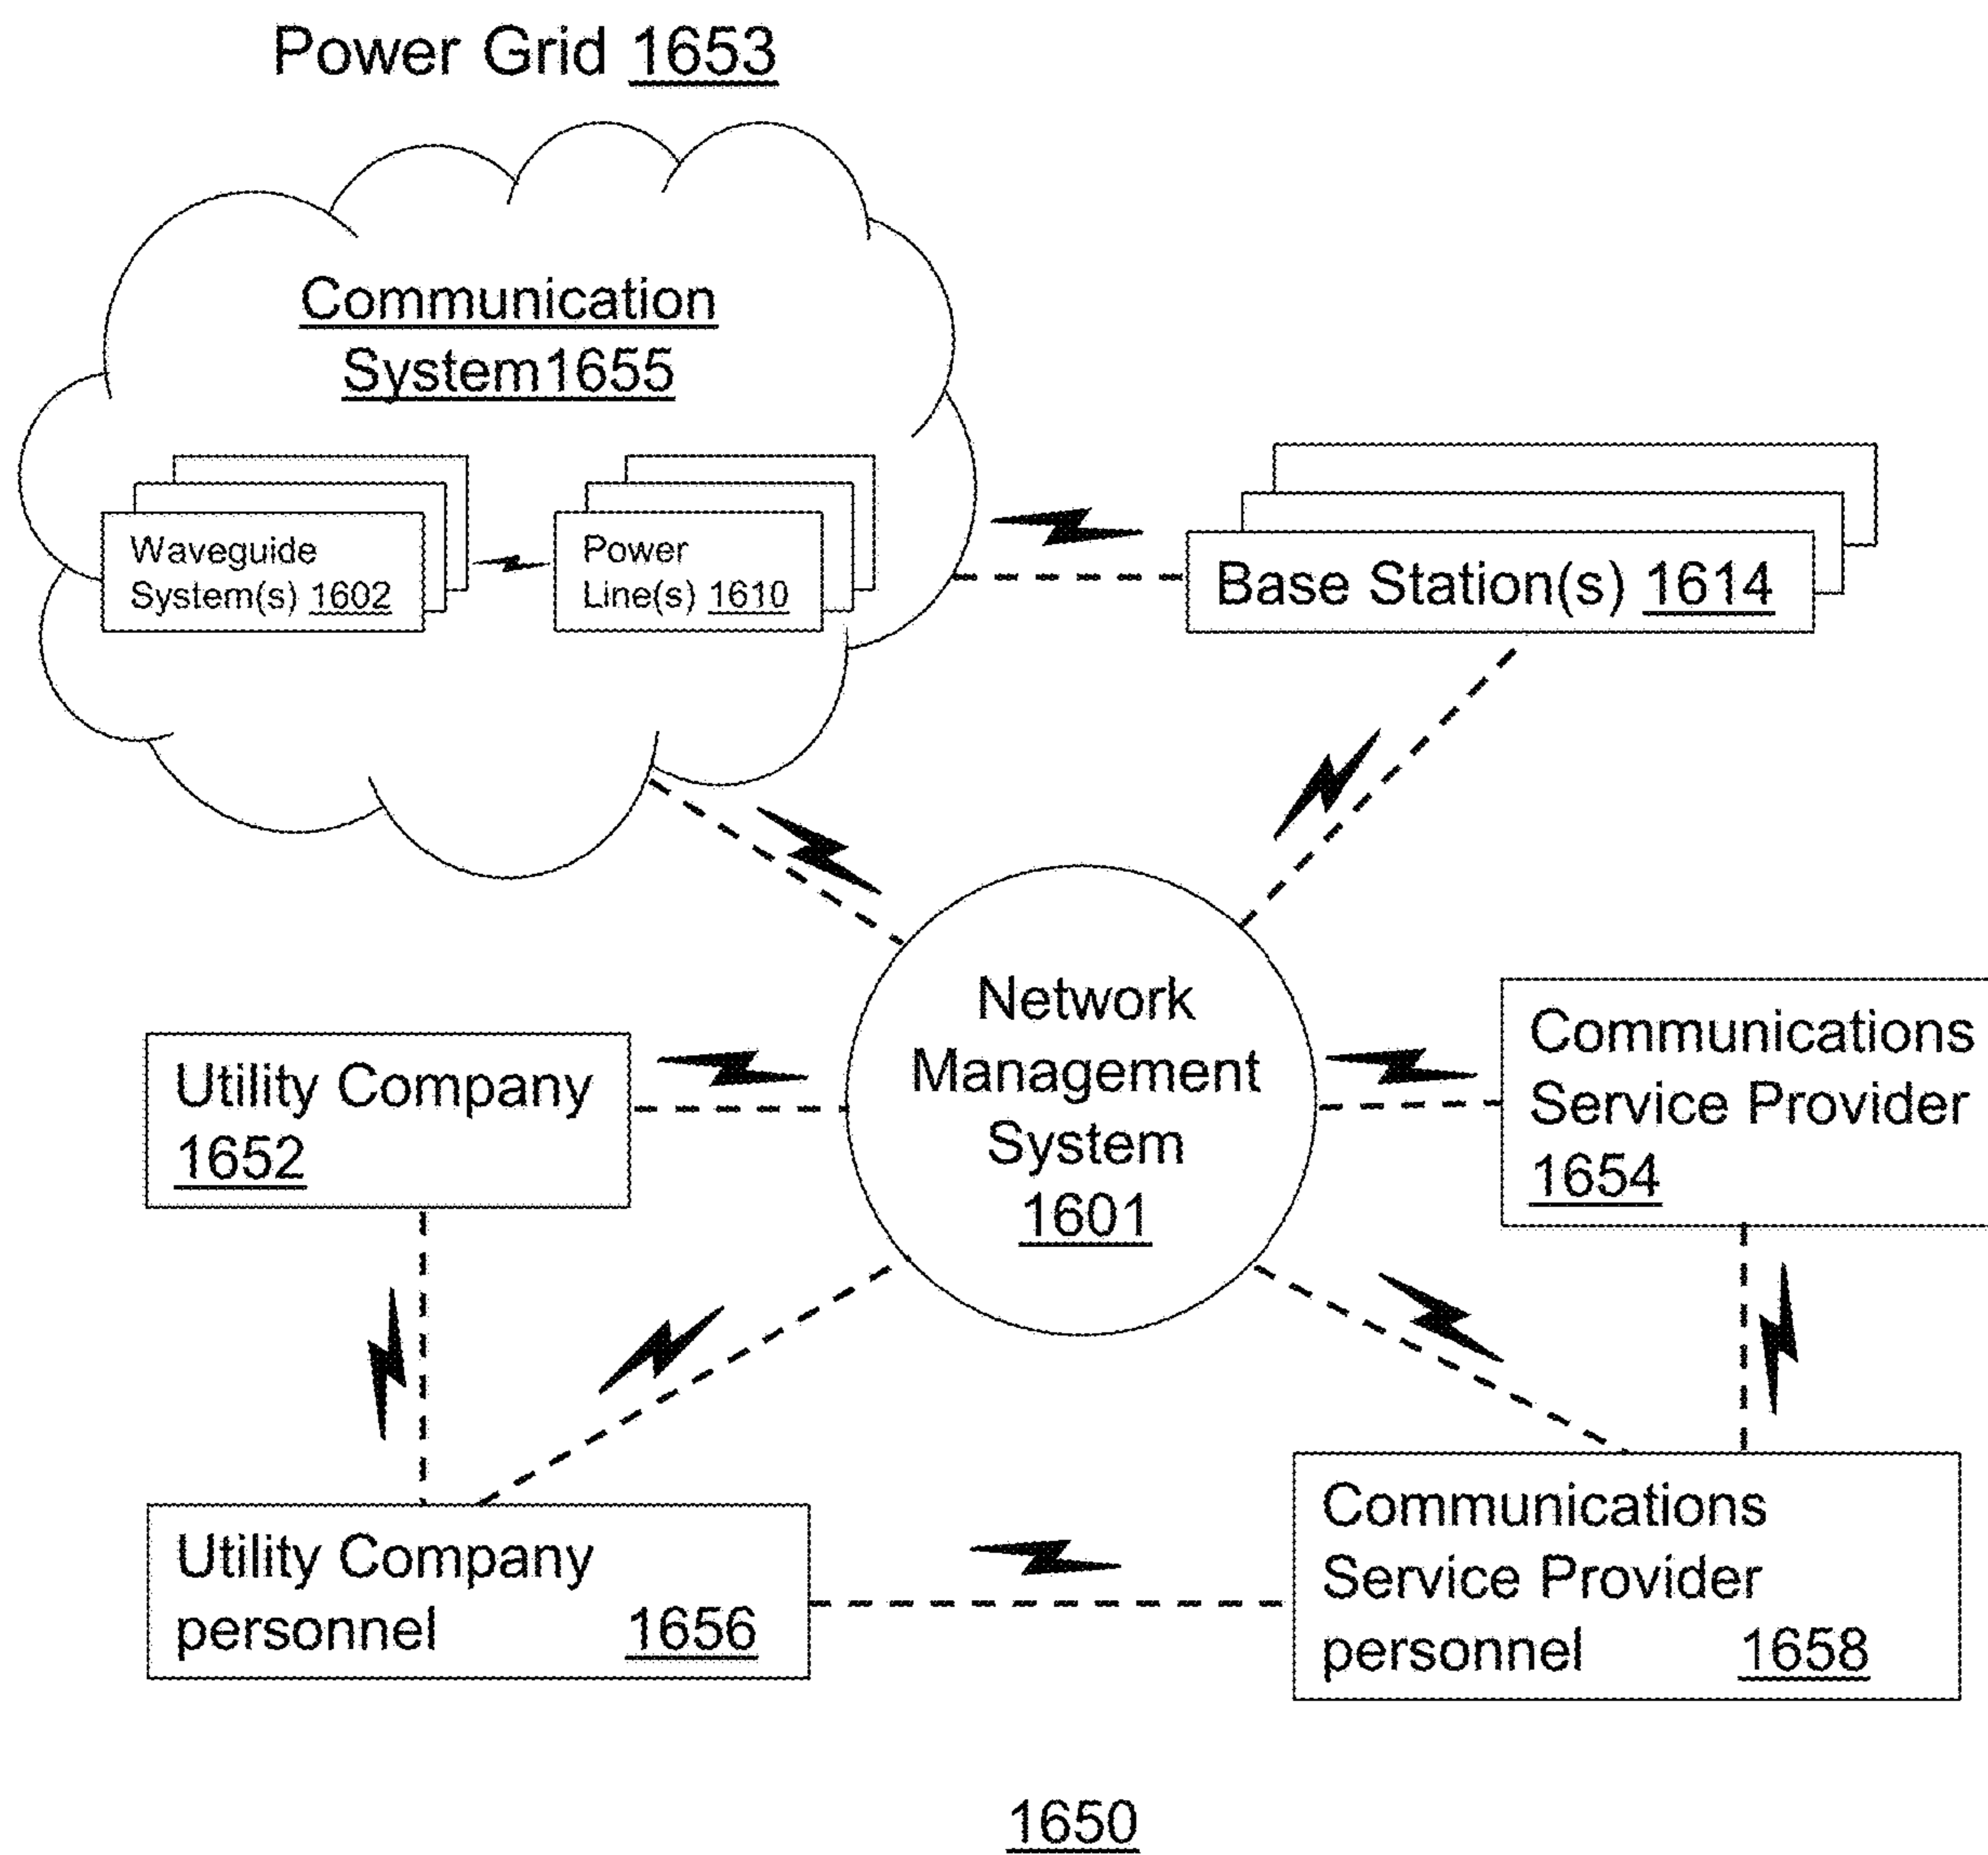 Power Grid 1653
Communication
System1655
Waveguide
System(s) 1602
Power
Line(s) 1610
Base Station(s) 1614
Network
Management
System
1601
Utility Company
1652
Communications
Service Provider
1654
Utility Company
personnel 1656
Communications
Service Provider
personnel 1658
1650